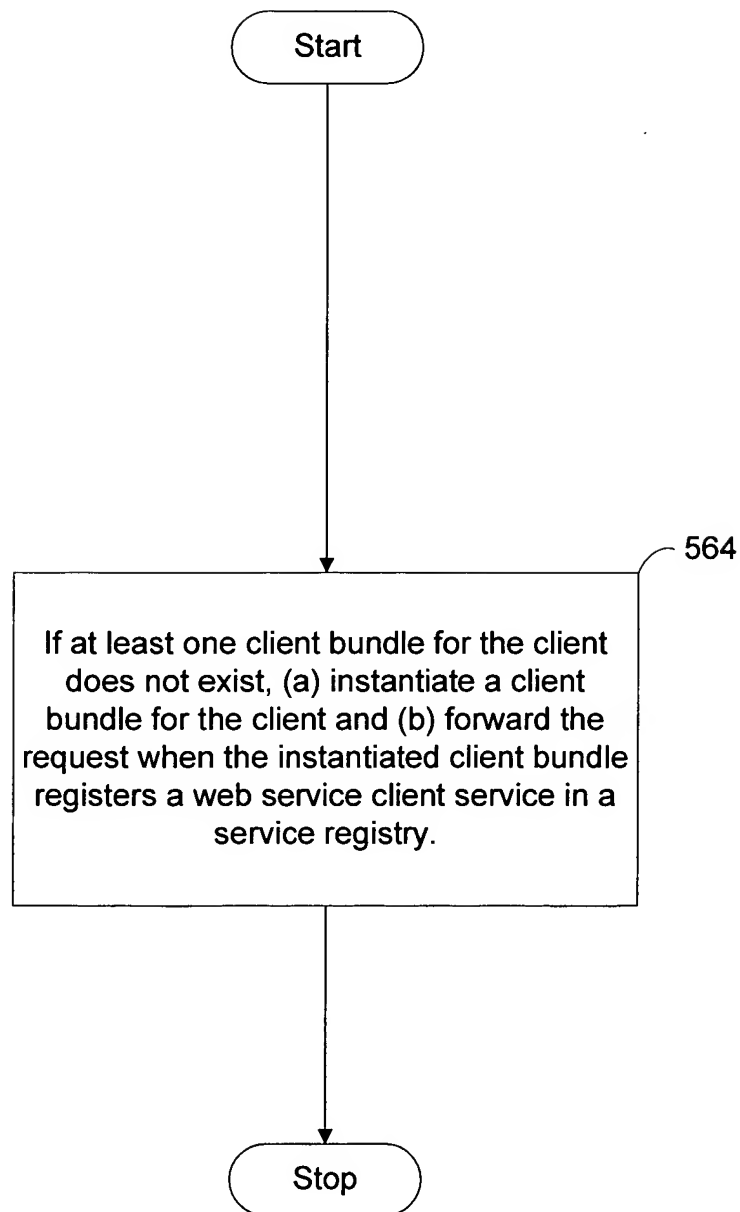 Start
564
If at least one client bundle for the client
does not exist, (a) instantiate a client
bundle for the client and (b) forward the
request when the instantiated client bundle
registers a web service client service in a
service registry.
Stop